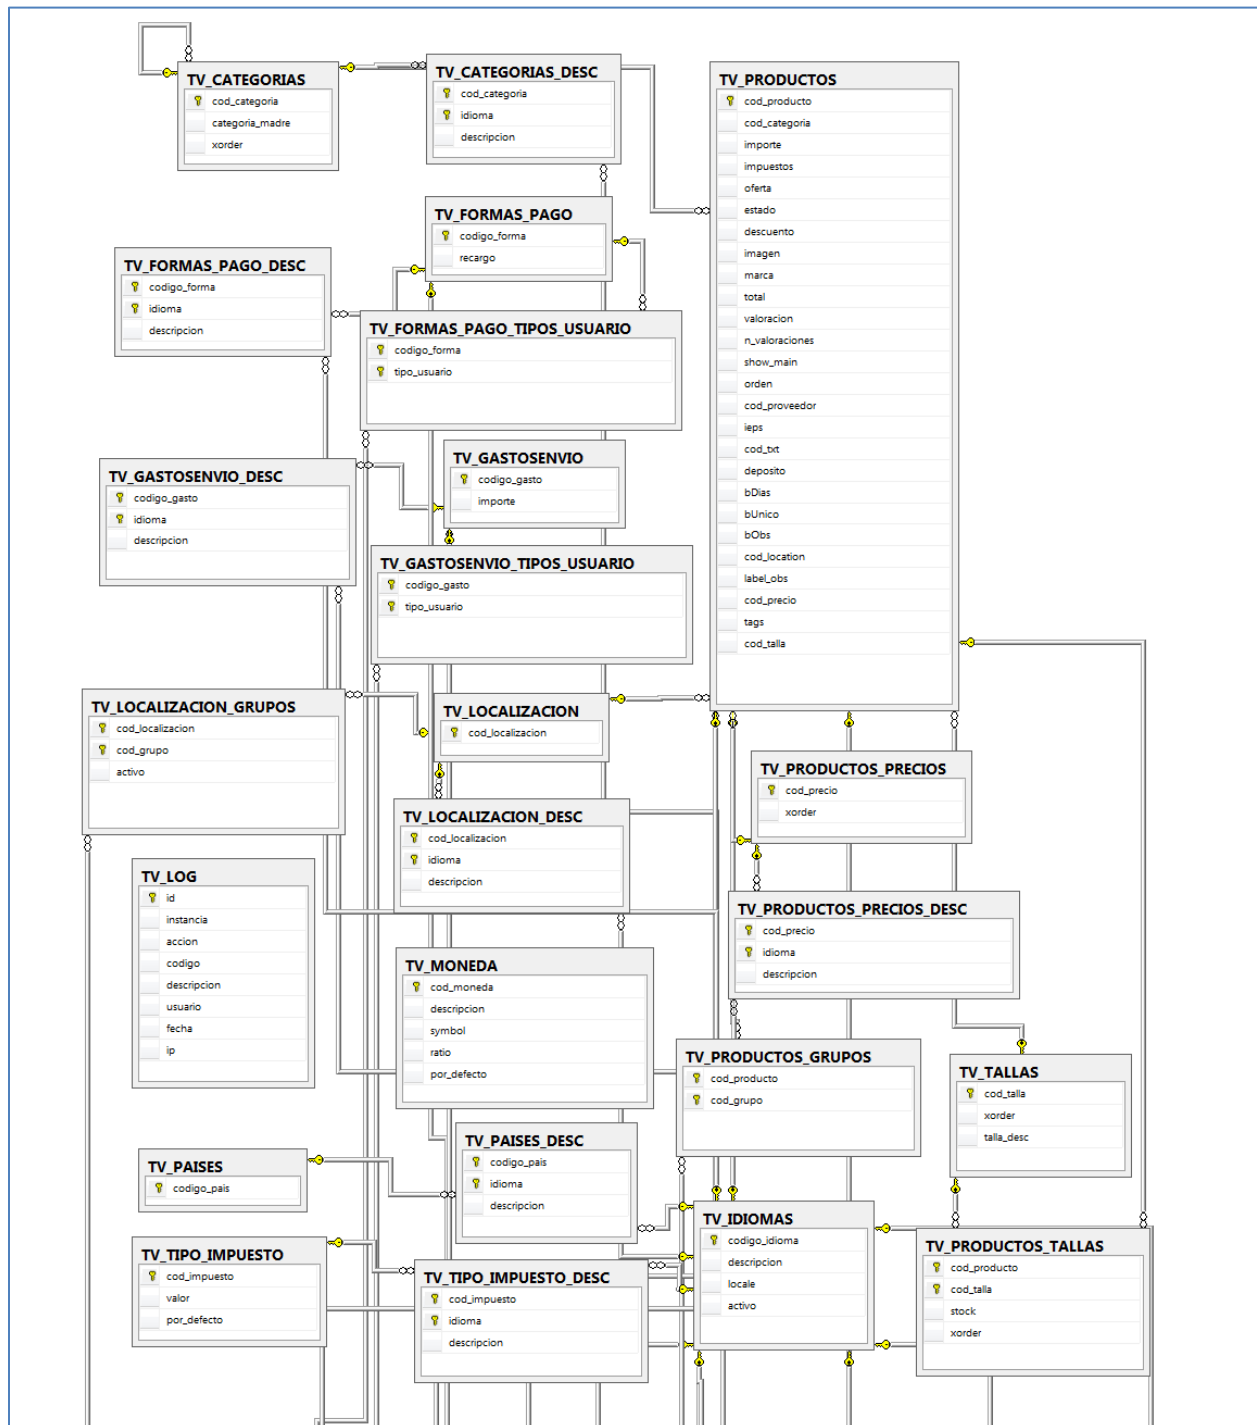 TV_CATEGORIAS
cod_categoria
categoria_madre
xorder
TV_CATEGORIAS_DESC
cod_categoria
idioma
descripcion
TV_PRODUCTOS
cod_producto
cod_categoria
importe
impuestos
oferta
estado
descuento
imagen
marca
total
valoracion
n_valoraciones
show_main
orden
cod_proveedor
ieps
cod_txt
deposito
bDias
bUnico
bObs
cod_location
label_obs
cod_precio
tags
cod_talla
TV_FORMAS_PAGO
codigo_forma
recargo
TV_FORMAS_PAGO_DESC
codigo_forma
idioma
descripcion
TV_FORMAS_PAGO_TIPOS_USUARIO
codigo_forma
tipo_usuario
TV_GASTOSENVIO_DESC
codigo_gasto
idioma
descripcion
TV_GASTOSENVIO
codigo_gasto
importe
TV_GASTOSENVIO_TIPOS_USUARIO
codigo_gasto
tipo_usuario
TV_LOCALIZACION_GRUPOS
cod_localizacion
cod_grupo
activo
TV_LOCALIZACION
cod_localizacion
TV_PRODUCTOS_PRECIOS
cod_precio
xorder
TV_LOCALIZACION_DESC
cod_localizacion
idioma
descripcion
TV_LOG
id
instancia
accion
codigo
descripcion
usuario
fecha
ip
TV_PRODUCTOS_PRECIOS_DESC
cod_precio
idioma
descripcion
TV_MONEDA
cod_moneda
descripcion
symbol
ratio
por_defecto
TV_PRODUCTOS_GRUPOS
cod_producto
cod_grupo
TV_TALLAS
cod_talla
xorder
talla_desc
TV_PAISES_DESC
codigo_pais
idioma
descripcion
TV_PAISES
codigo_pais
TV_IDIOMAS
codigo_idioma
descripcion
locale
activo
TV_PRODUCTOS_TALLAS
cod_producto
cod_talla
stock
xorder
TV_TIPO_IMPUESTO
cod_impuesto
valor
por_defecto
TV_TIPO_IMPUESTO_DESC
cod_impuesto
idioma
descripcion